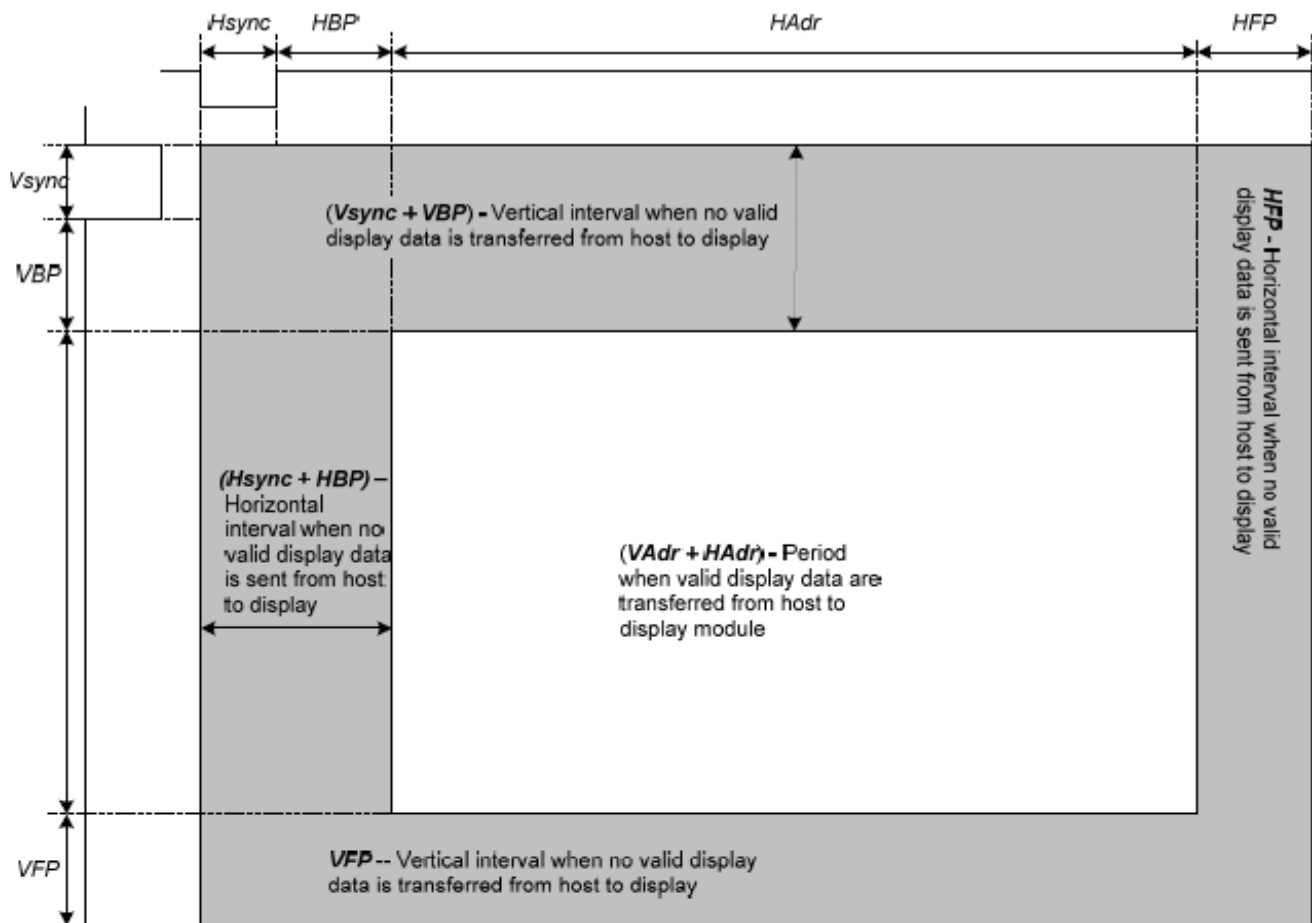 Hsync HBP HAdr HFP
Vsync
VBP
(Vsync + VBP) - Vertical interval when no valid
display data is transferred from host to display
HFP - Horizontal interval when no valid
display data is sent from host to display
(Hsync + HBP) –
Horizontal
interval when no
valid display data
is sent from host
to display
(VAdr + HAdr) - Period
when valid display data are
transferred from host to
display module
VFP
VFP -- Vertical interval when no valid display
data is transferred from host to display